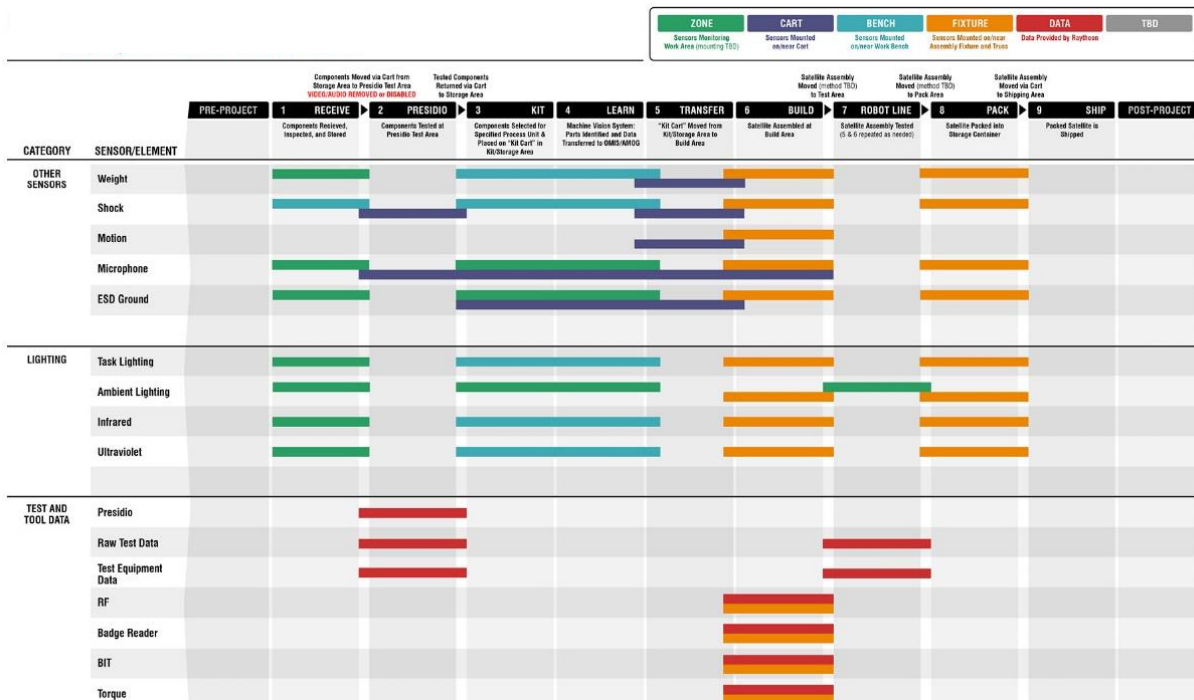 ZONE
Sensors Monitoring
Work Area (mounting TBD)
CART
Sensors Mounted
on/near Cart
BENCH
Sensors Mounted
on/near Work Bench
FIXTURE
Sensors Mounted on/near
Assembly Fixture and Truss
DATA
Data Provided by Raytheon
TBD
Components Moved via Cart from
Storage Area to Presidio Test Area
VIDEO/AUDIO REMOVED or DISABLED
Tested Components
Returned via Cart
to Storage Area
Satellite Assembly
Moved (method TBD)
to Test Area
Satellite Assembly
Moved (method TBD)
to Pack Area
Satellite Assembly
Moved via Cart
to Shipping Area
PRE-PROJECT
1 RECEIVE
2 PRESIDIO
3 KIT
4 LEARN
5 TRANSFER
6 BUILD
7 ROBOT LINE
8 PACK
9 SHIP
POST-PROJECT
Components Recieved,
Inspected, and Stored
Components Tested at
Presidio Test Area
Components Selected for
Specified Process Unit &
Placed on "Kit Cart" in
Kit/Storage Area
Machine Vision System:
Parts Identified and Data
Transferred to OMIS/AMOG
"Kit Cart" Moved from
Kit/Storage Area to
Build Area
Satellite Assembled at
Build Area
Satellite Assembly Tested
(5 & 6 repeated as needed)
Satellite Packed into
Storage Container
Packed Satellite is
Shipped
CATEGORY
SENSOR/ELEMENT
OTHER
SENSORS
Weight
Shock
Motion
Microphone
ESD Ground
LIGHTING
Task Lighting
Ambient Lighting
Infrared
Ultraviolet
TEST AND
TOOL DATA
Presidio
Raw Test Data
Test Equipment
Data
RF
Badge Reader
BIT
Torque